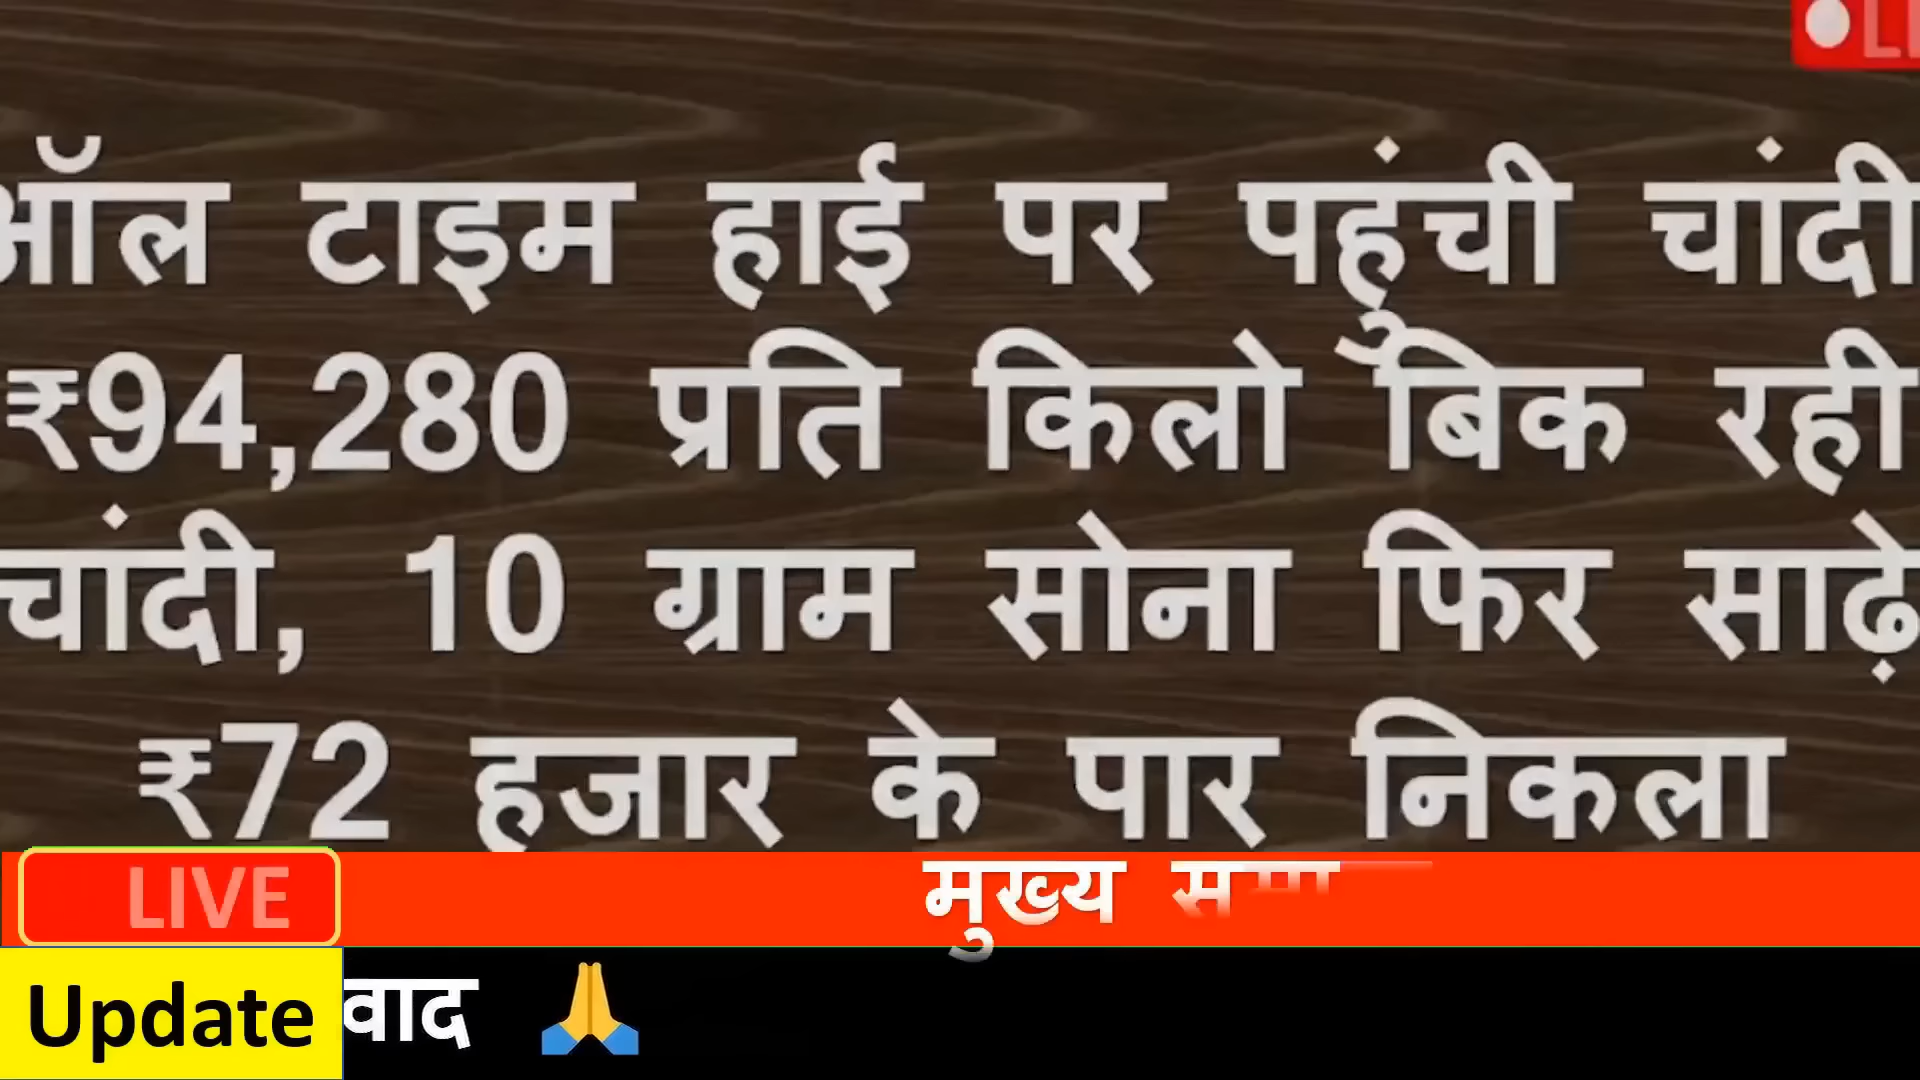 ऑल टाइम हाई पर पहुंची चांदी
₹94,280 प्रति किलो बिक रही
चांदी, 10 ग्राम सोना फिर साढ़े
₹72 हजार के पार निकला
LIVE
मुख्य
Update
वाद 🙏